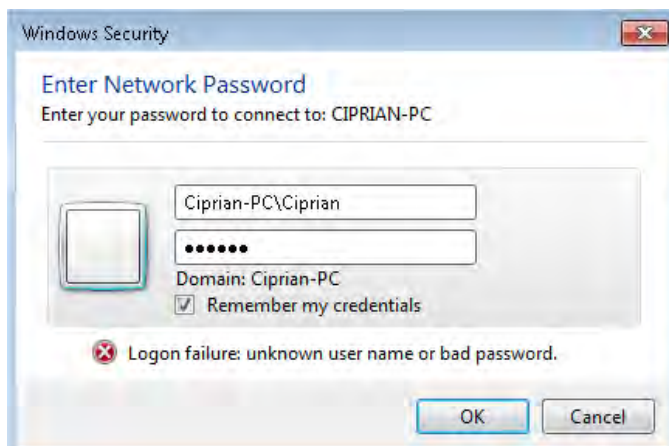 Windows Security
Enter Network Password
Enter your password to connect to: CIPRIAN-PC
Ciprian-PC\Ciprian
●●●●●●
Domain: Ciprian-PC
Remember my credentials
Logon failure: unknown user name or bad password.
OK
Cancel